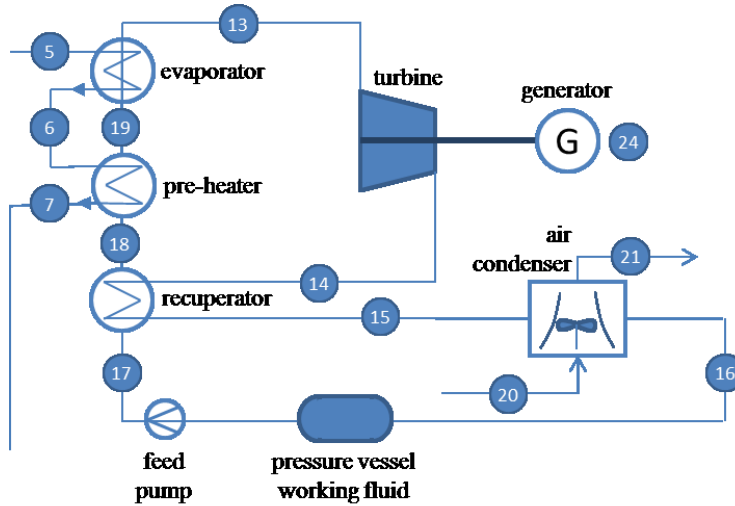 13
5
evaporator
turbine
generator
6
19
G
24
pre-heater
7
18
air
condenser
21
14
recuperator
15
17
20
16
feed
pump
pressure vessel
working fluid